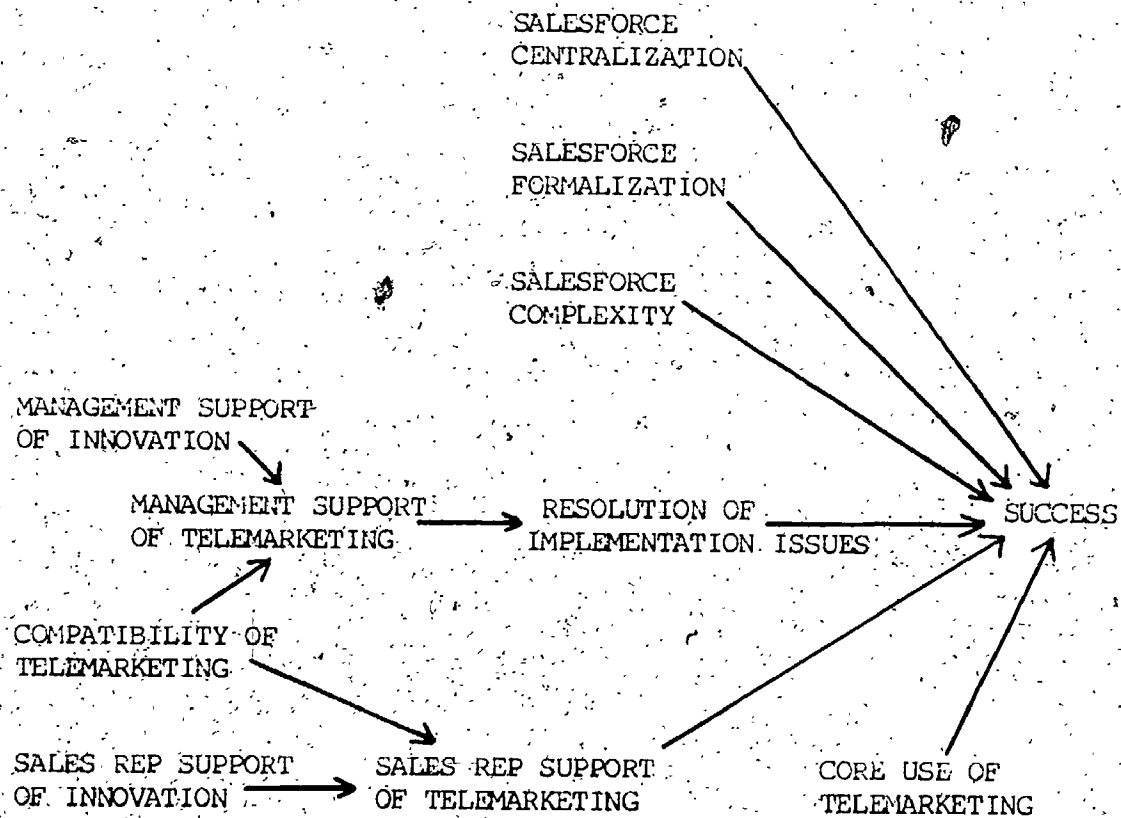 SALESFORCE
CENTRALIZATION
SALESFORCE
FORMALIZATION
SALESFORCE
COMPLEXITY
MANAGEMENT SUPPORT
OF INNOVATION
MANAGEMENT SUPPORT
OF TELEMARKETING
RESOLUTION OF
IMPLEMENTATION ISSUES
SUCCESS
COMPATIBILITY OF
TELEMARKETING
SALES REP SUPPORT
OF INNOVATION
SALES REP SUPPORT
OF TELEMARKETING
CORE USE OF
TELEMARKETING